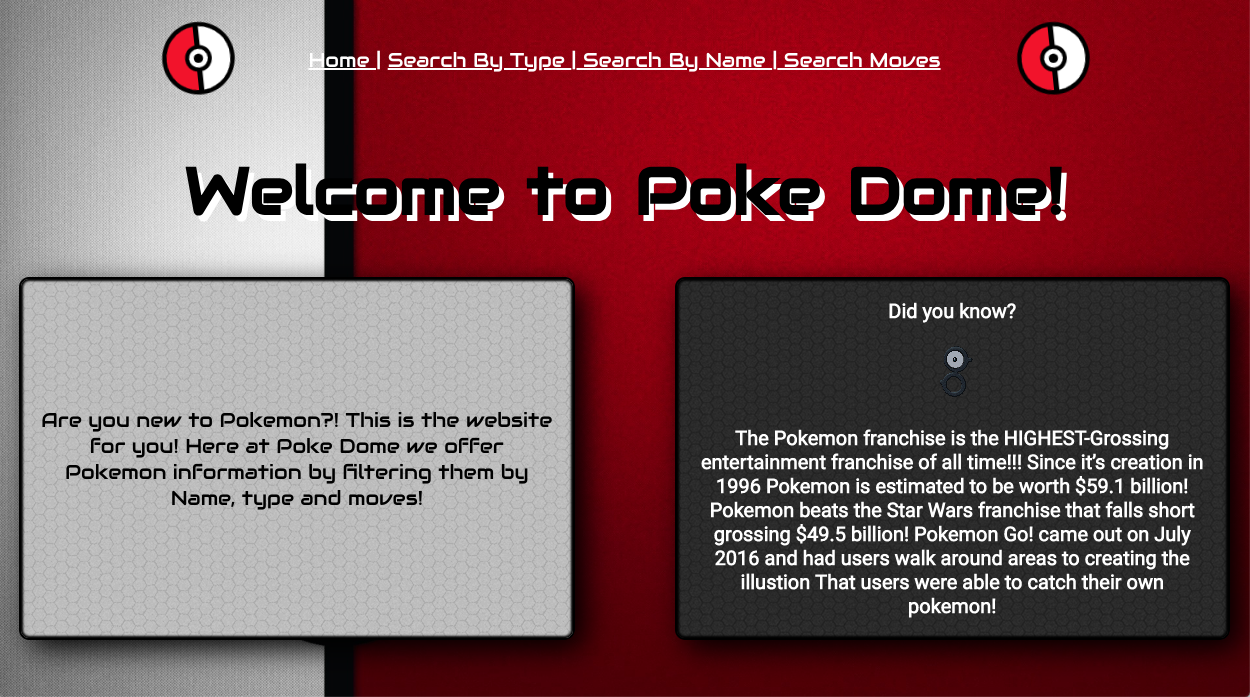 Home | Search By Type | Search By Name | Search Moves
Welcome to Poke Dome!
Are you new to Pokemon?! This is the website
for you! Here at Poke Dome we offer
Pokemon information by filtering them by
Name, type and moves!
Did you know?
The Pokemon franchise is the HIGHEST-Grossing
entertainment franchise of all time!!! Since it's creation in
1996 Pokemon is estimated to be worth $59.1 billion!
Pokemon beats the Star Wars franchise that falls short
grossing $49.5 billion! Pokemon Go! came out on July
2016 and had users walk around areas to creating the
illustion That users were able to catch their own
pokemon!